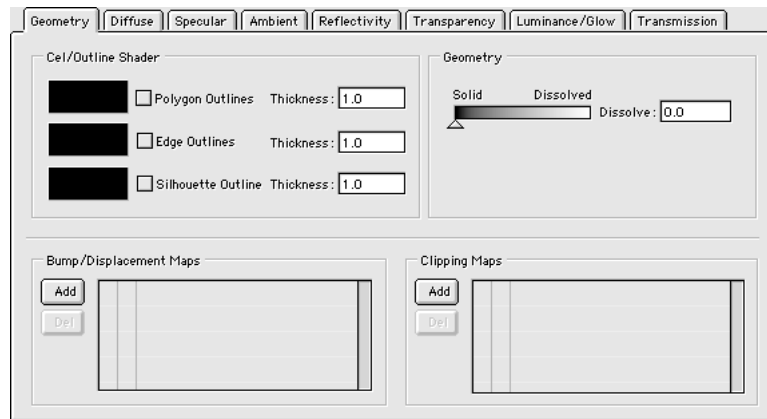 Geometry Diffuse Specular Ambient Reflectivity Transparency Luminance/Glow Transmission
Cel/Outline Shader
Polygon Outlines Thickness: 1.0
Edge Outlines Thickness: 1.0
Silhouette Outline Thickness: 1.0
Geometry
Solid Dissolved
Dissolve: 0.0
Bump/Displacement Maps
Add
Del
Clipping Maps
Add
Del